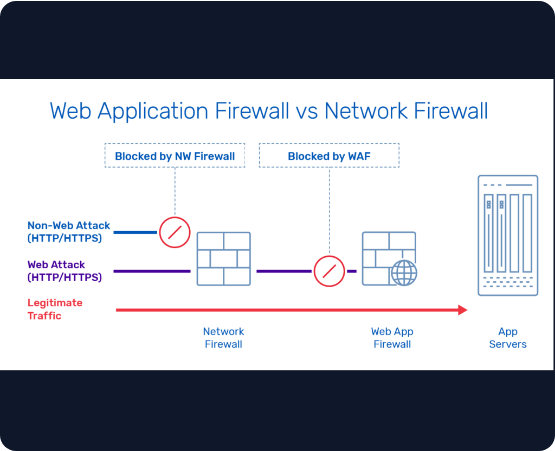 Web Application Firewall vs Network Firewall
Blocked by NW Firewall
Blocked by WAF
Non-Web Attack
(HTTP/HTTPS)
Web Attack
(HTTP/HTTPS)
Legitimate
Traffic
Network
Firewall
Web App
Firewall
App
Servers